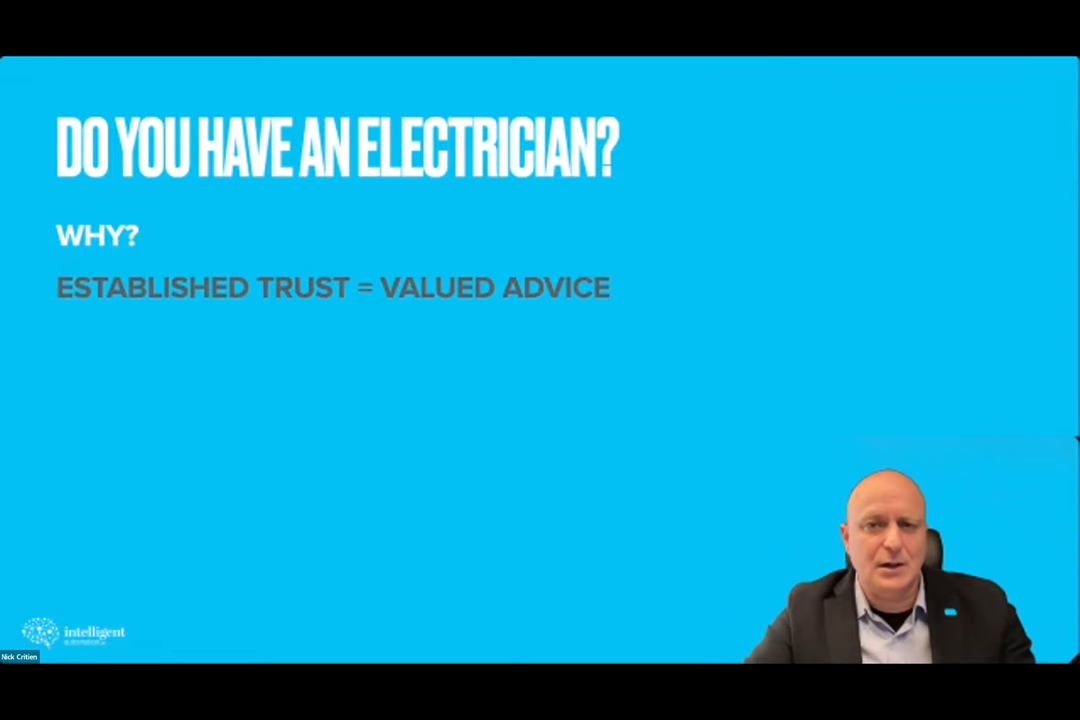 DO YOU HAVE AN ELECTRICIAN?
WHY?
ESTABLISHED TRUST = VALUED ADVICE
intelligent
Nick Critien